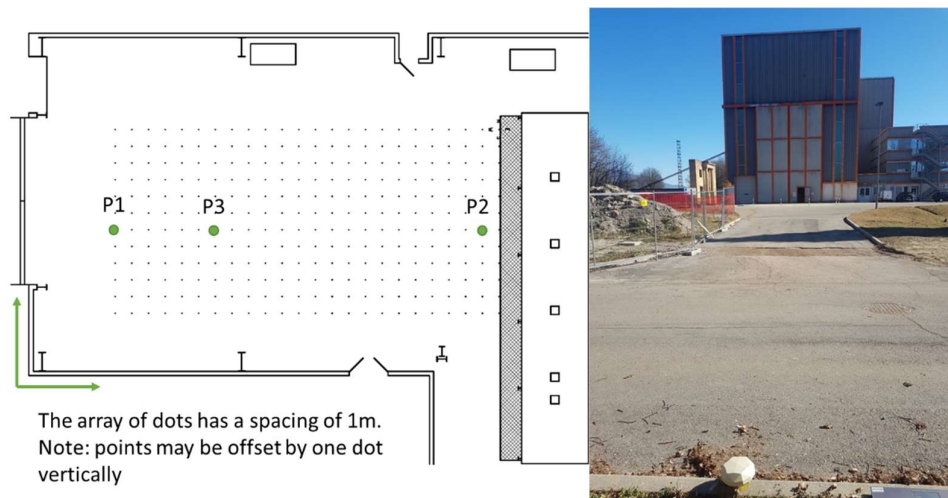 P1
P3
P2
The array of dots has a spacing of 1m.
Note: points may be offset by one dot
vertically